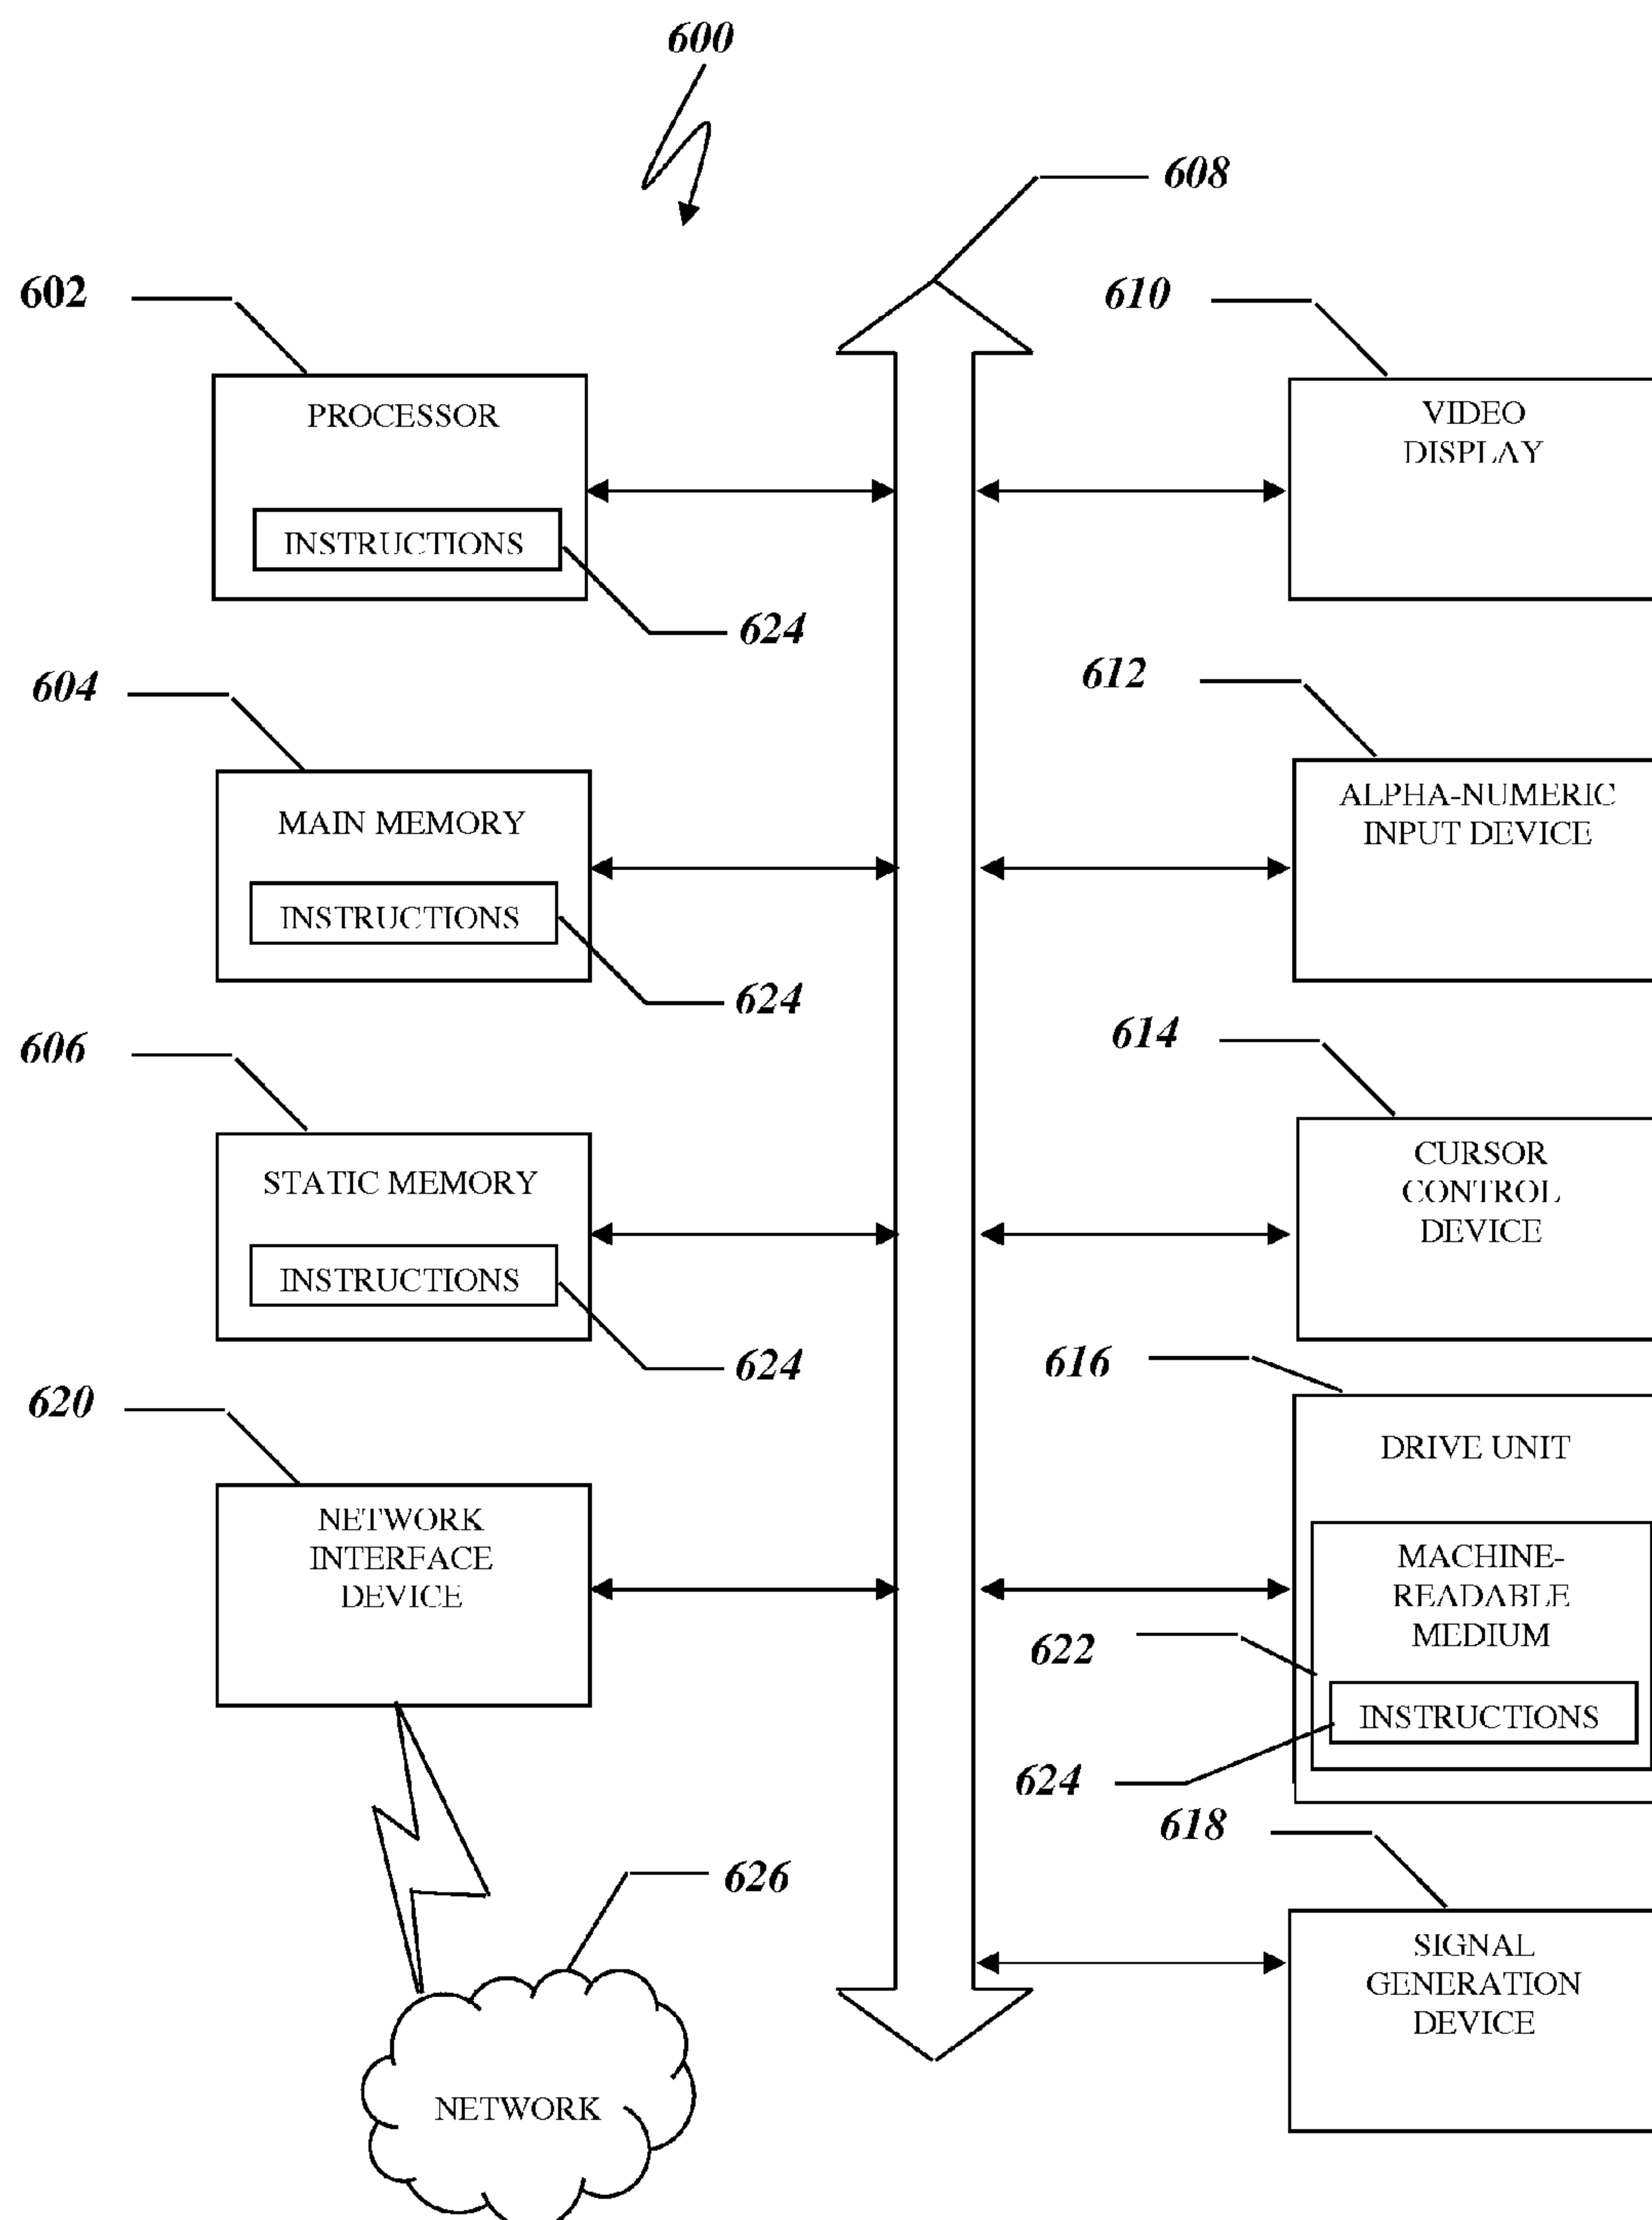 600
608
602
PROCESSOR
INSTRUCTIONS
624
610
VIDEO
DISPLAY
604
MAIN MEMORY
INSTRUCTIONS
624
612
ALPHA-NUMERIC
INPUT DEVICE
606
STATIC MEMORY
INSTRUCTIONS
624
614
CURSOR
CONTROL
DEVICE
620
NETWORK
INTERFACE
DEVICE
616
DRIVE UNIT
MACHINE-
READABLE
MEDIUM
622
INSTRUCTIONS
624
626
NETWORK
618
SIGNAL
GENERATION
DEVICE